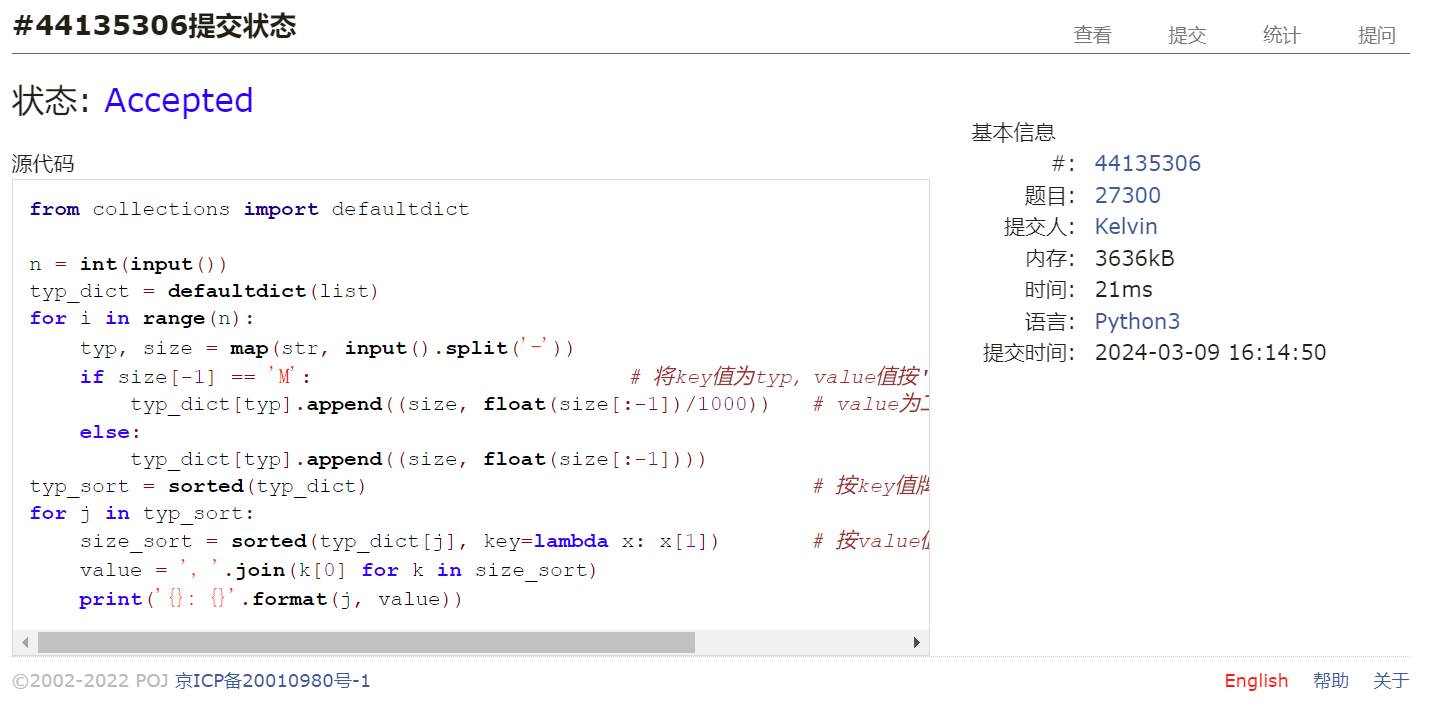 #44135306提交状态
查看 提交 统计 提问
状态: Accepted
源代码
from collections import defaultdict
n = int(input())
typ_dict = defaultdict(list)
for i in range(n):
    typ, size = map(str, input().split('-'))
    if size[-1] == 'M': # 将key值为typ, value值按'
        typ_dict[typ].append((size, float(size[:-1])/1000)) # value为
    else:
        typ_dict[typ].append((size, float(size[:-1])))
typ_sort = sorted(typ_dict) # 按key值
for j in typ_sort:
    size_sort = sorted(typ_dict[j], key=lambda x: x[1]) # 按value
    value = ', '.join(k[0] for k in size_sort)
    print('{}: {}'.format(j, value))
基本信息
#: 44135306
题目: 27300
提交人: Kelvin
内存: 3636kB
时间: 21ms
语言: Python3
提交时间: 2024-03-09 16:14:50
©2002-2022 POJ 京ICP备20010980号-1
English 帮助 关于